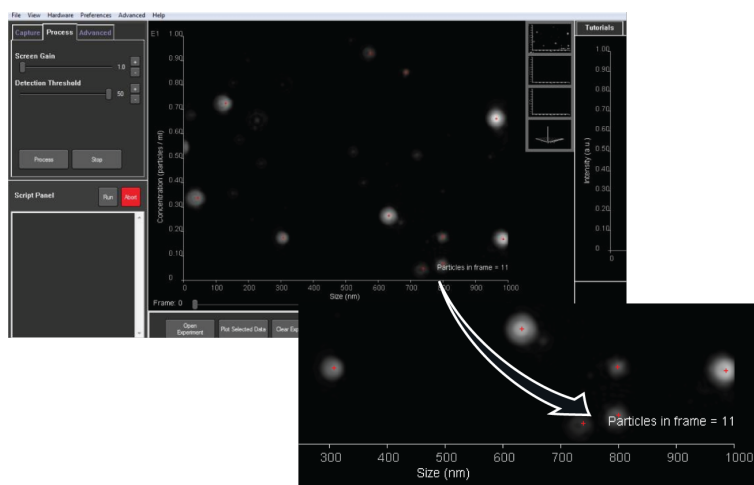 File View Hardware Preferences Advanced Help
Capture Process Advanced
Screen Gain
1.8
+
-
Detection Threshold
50
+
-
Process Stop
Script Panel Run Abort
E1
Concentration (particles / ml)
1.00
0.90
0.80
0.70
0.60
0.50
0.40
0.30
0.20
0.10
0
0 100 200 300 400 500 600 700 800 900 1000
Size (nm)
Particles in frame = 11
Frame: 0
Open Experiment
Plot Selected Data
Clear Exp
Tutorials
Intensity (a.u.)
1.00
0.90
0.80
0.70
0.60
0.50
0.40
0.30
0.20
0.10
0
0
Particles in frame = 11
300 400 500 600 700 800 900 1000
Size (nm)